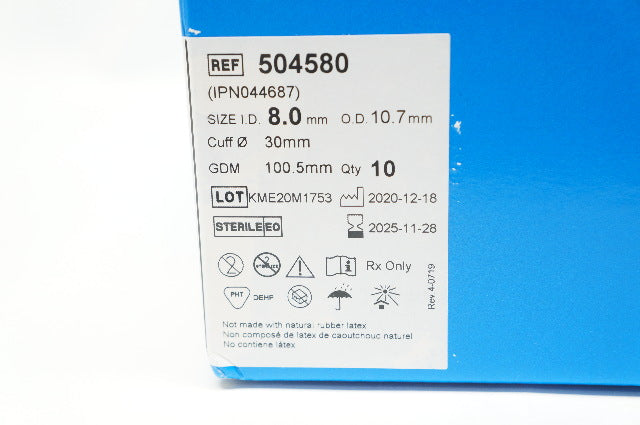 REF 504580
(IPN044687)
SIZE I.D. 8.0 mm O.D. 10.7mm
Cuff Ø 30mm
GDM 100.5mm Qty 10
LOT KME20M1753 2020-12-18
STERILE EO 2025-11-28
2 2 STERILIZE Rx Only
PHT DEHP
Rev 4-0719
Not made with natural rubber latex
Non composé de latex de caoutchouc naturel
No contiene látex